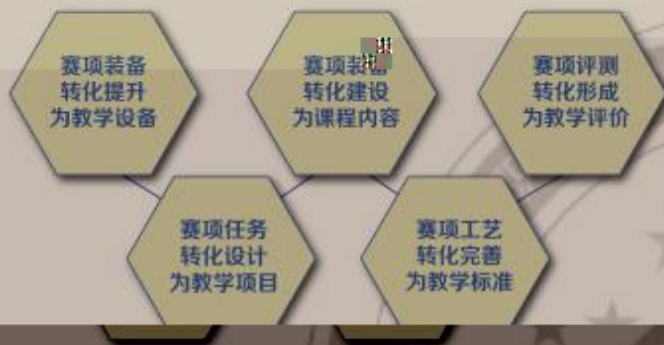 赛项装备
转化提升
为教学设备
赛项装备
转化建设
为课程内容
赛项评测
转化形成
为教学评价
赛项任务
转化设计
为教学项目
赛项工艺
转化完善
为教学标准